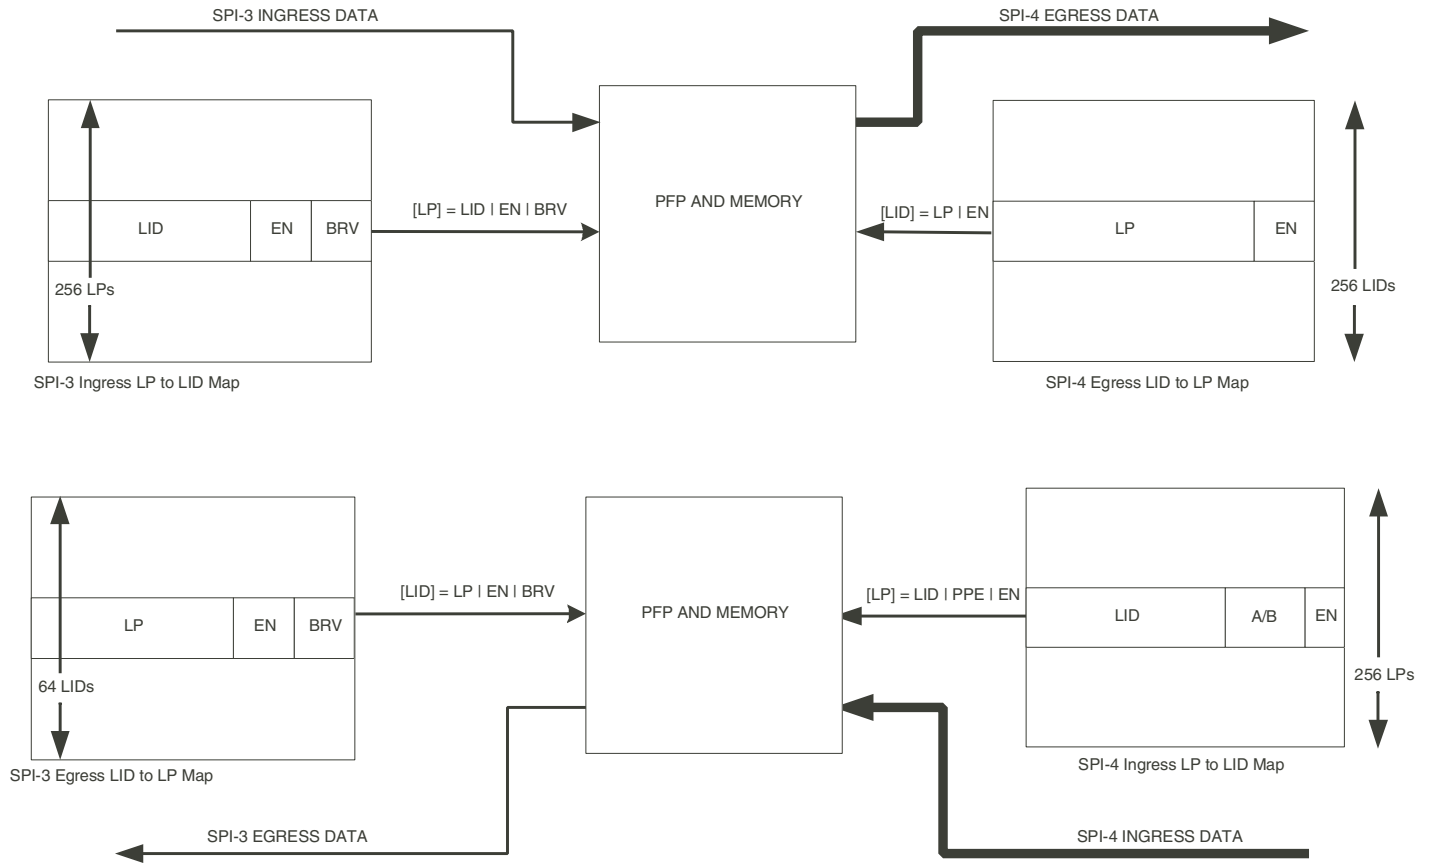 SPI-3 INGRESS DATA
SPI-4 EGRESS DATA
PFP AND MEMORY
[LP] = LID | EN | BRV
[LID] = LP | EN
LID
EN
BRV
LP
EN
256 LPs
256 LIDs
SPI-3 Ingress LP to LID Map
SPI-4 Egress LID to LP Map
[LID] = LP | EN | BRV
[LP] = LID | PPE | EN
PFP AND MEMORY
LP
EN
BRV
LID
A/B
EN
64 LIDs
256 LPs
SPI-3 Egress LID to LP Map
SPI-4 Ingress LP to LID Map
SPI-3 EGRESS DATA
SPI-4 INGRESS DATA